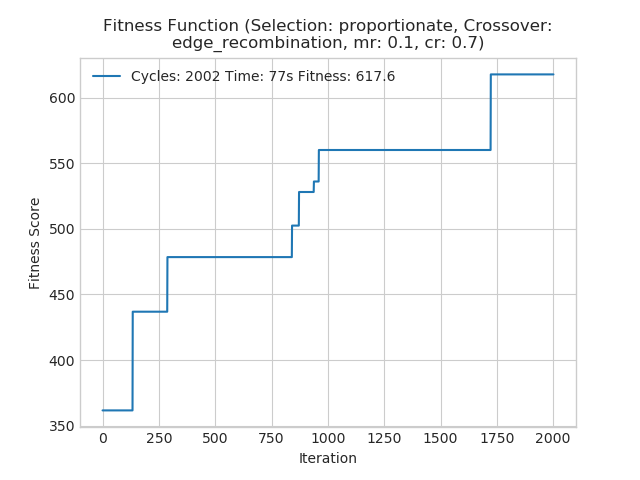 Fitness Function (Selection: proportionate, Crossover:
edge_recombination, mr: 0.1, cr: 0.7)
Cycles: 2002 Time: 77s Fitness: 617.6
600
550
500
450
400
350
Fitness Score
0 250 500 750 1000 1250 1500 1750 2000
Iteration